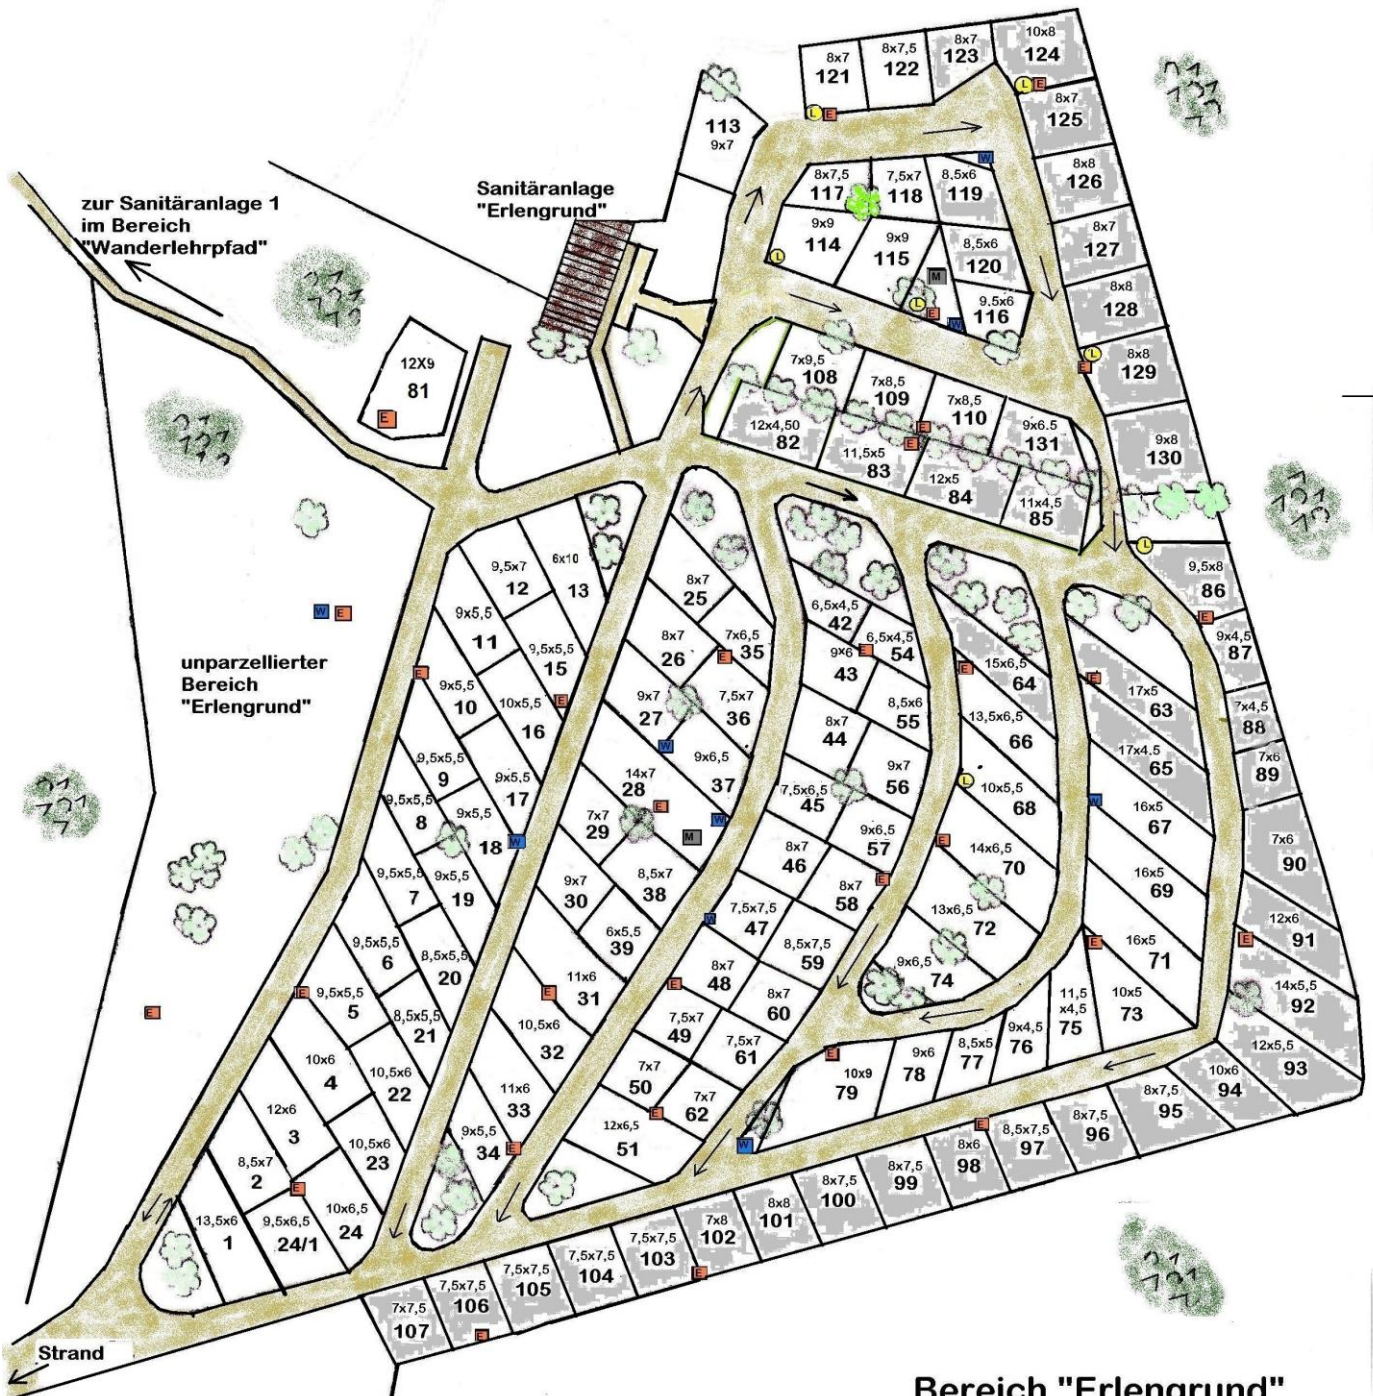 10x8
124
8x7
123
8x7,5
122
8x7
121
8x7
125
113
9x7
8x8
126
8x7,5
117
7,5x7
118
8,5x6
119
zur Sanitäranlage 1
im Bereich
"Wanderlehrpfad"
Sanitäranlage
"Erlengrund"
9x9
114
9x9
115
8,5x6
120
8x7
127
9,5x6
116
8x8
128
12X9
81
7x9,5
108
7x8,5
109
7x8,5
110
9x6.5
131
8x8
129
12x4,50
82
11,5x5
83
12x5
84
11x4,5
85
9x8
130
9,5x8
86
9,5x7
12
6x10
13
8x7
25
6,5x4,5
42
9x4,5
87
9x5,5
11
9,5x5,5
15
8x7
26
7x6,5
35
9x6
43
6,5x4,5
54
15x6,5
64
17x5
63
unparzellierter
Bereich
"Erlengrund"
9x5,5
10
10x5,5
16
9x7
27
7,5x7
36
8x7
44
8,5x6
55
13,5x6,5
66
17x4.5
65
7x4,5
88
9,5x5,5
9
9x5,5
17
14x7
28
9x6,5
37
7,5x6,5
45
9x7
56
10x5,5
68
16x5
67
7x6
89
9,5x5,5
8
9x5,5
18
7x7
29
8x7
46
9x6,5
57
14x6,5
70
7x6
90
9,5x5,5
7
9x5,5
19
9x7
30
8,5x7
38
7,5x7,5
47
8x7
58
13x6,5
72
16x5
69
12x6
91
9,5x5,5
6
8,5x5,5
20
6x5,5
39
8x7
48
8,5x7,5
59
9x6,5
74
16x5
71
14x5,5
92
9,5x5,5
5
8,5x5,5
21
11x6
31
7,5x7
49
8x7
60
11,5
x4,5
75
10x5
73
12x5,5
93
10x6
4
10,5x6
22
10,5x6
32
7x7
50
7,5x7
61
10x9
79
9x6
78
8,5x5
77
9x4,5
76
10x6
94
12x6
3
10,5x6
23
11x6
33
12x6,5
51
7x7
62
8x7,5
95
8,5x7
2
9x5,5
34
8x7,5
96
8,5x7,5
97
8x6
98
13,5x6
1
9,5x6,5
24/1
10x6,5
24
8x7,5
99
8x7,5
100
8x8
101
7x8
102
7,5x7,5
103
7,5x7,5
104
7,5x7,5
105
7,5x7,5
106
7x7,5
107
Strand
Bereich "Erlengrund"